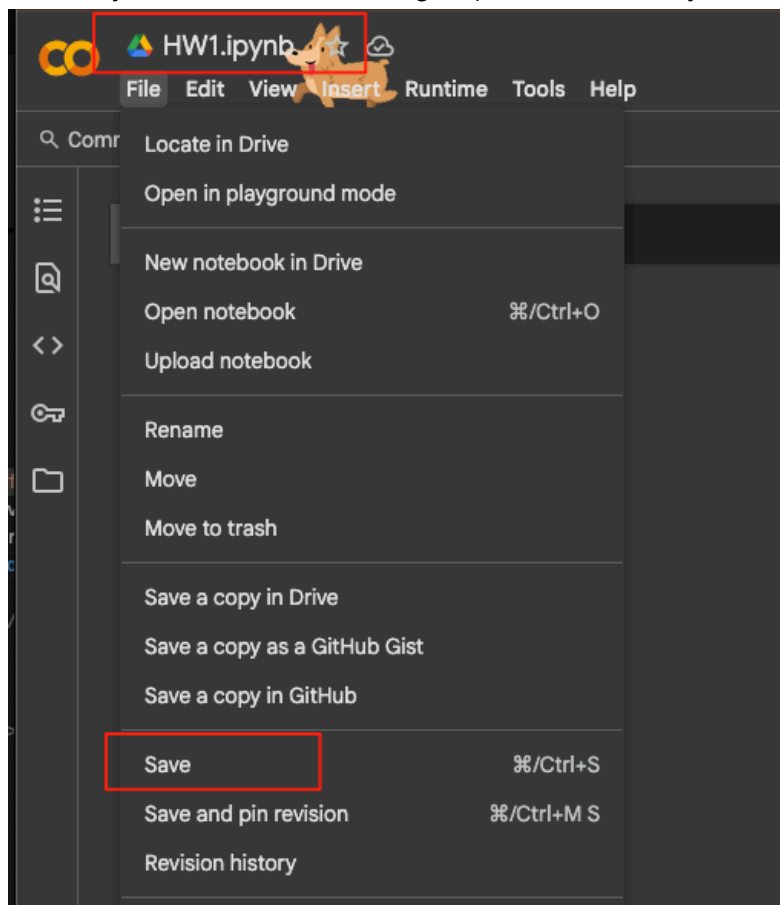 HW1.ipynb
File Edit View Insert Runtime Tools Help
Locate in Drive
Open in playground mode
New notebook in Drive
Open notebook ⌘/Ctrl+O
Upload notebook
Rename
Move
Move to trash
Save a copy in Drive
Save a copy as a GitHub Gist
Save a copy in GitHub
Save ⌘/Ctrl+S
Save and pin revision ⌘/Ctrl+M S
Revision history